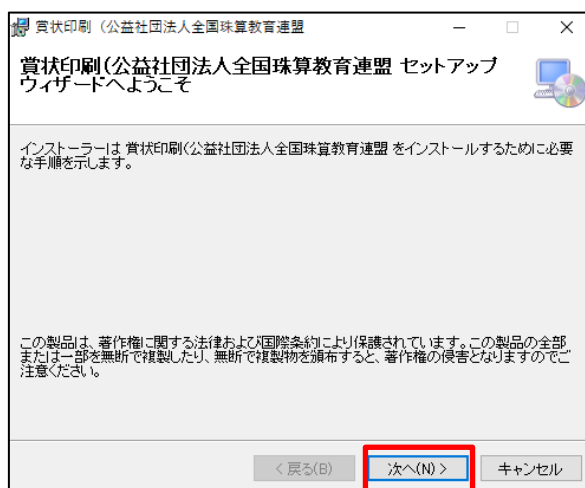 賞状印刷（公益社団法人全国珠算教育連盟
賞状印刷(公益社団法人全国珠算教育連盟 セットアップ
ウィザードへようこそ
インストーラーは 賞状印刷(公益社団法人全国珠算教育連盟 をインストールするために必要
な手順を示します。
この製品は、著作権に関する法律および国際条約により保護されています。この製品の全部
または一部を無断で複製したり、無断で複製物を頒布すると、著作権の侵害となりますのでご
注意ください。
< 戻る(B)
次へ(N) >
キャンセル